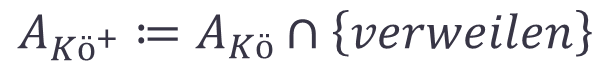 A_{Kö^+} := A_{Kö} ∩ {verweilen}